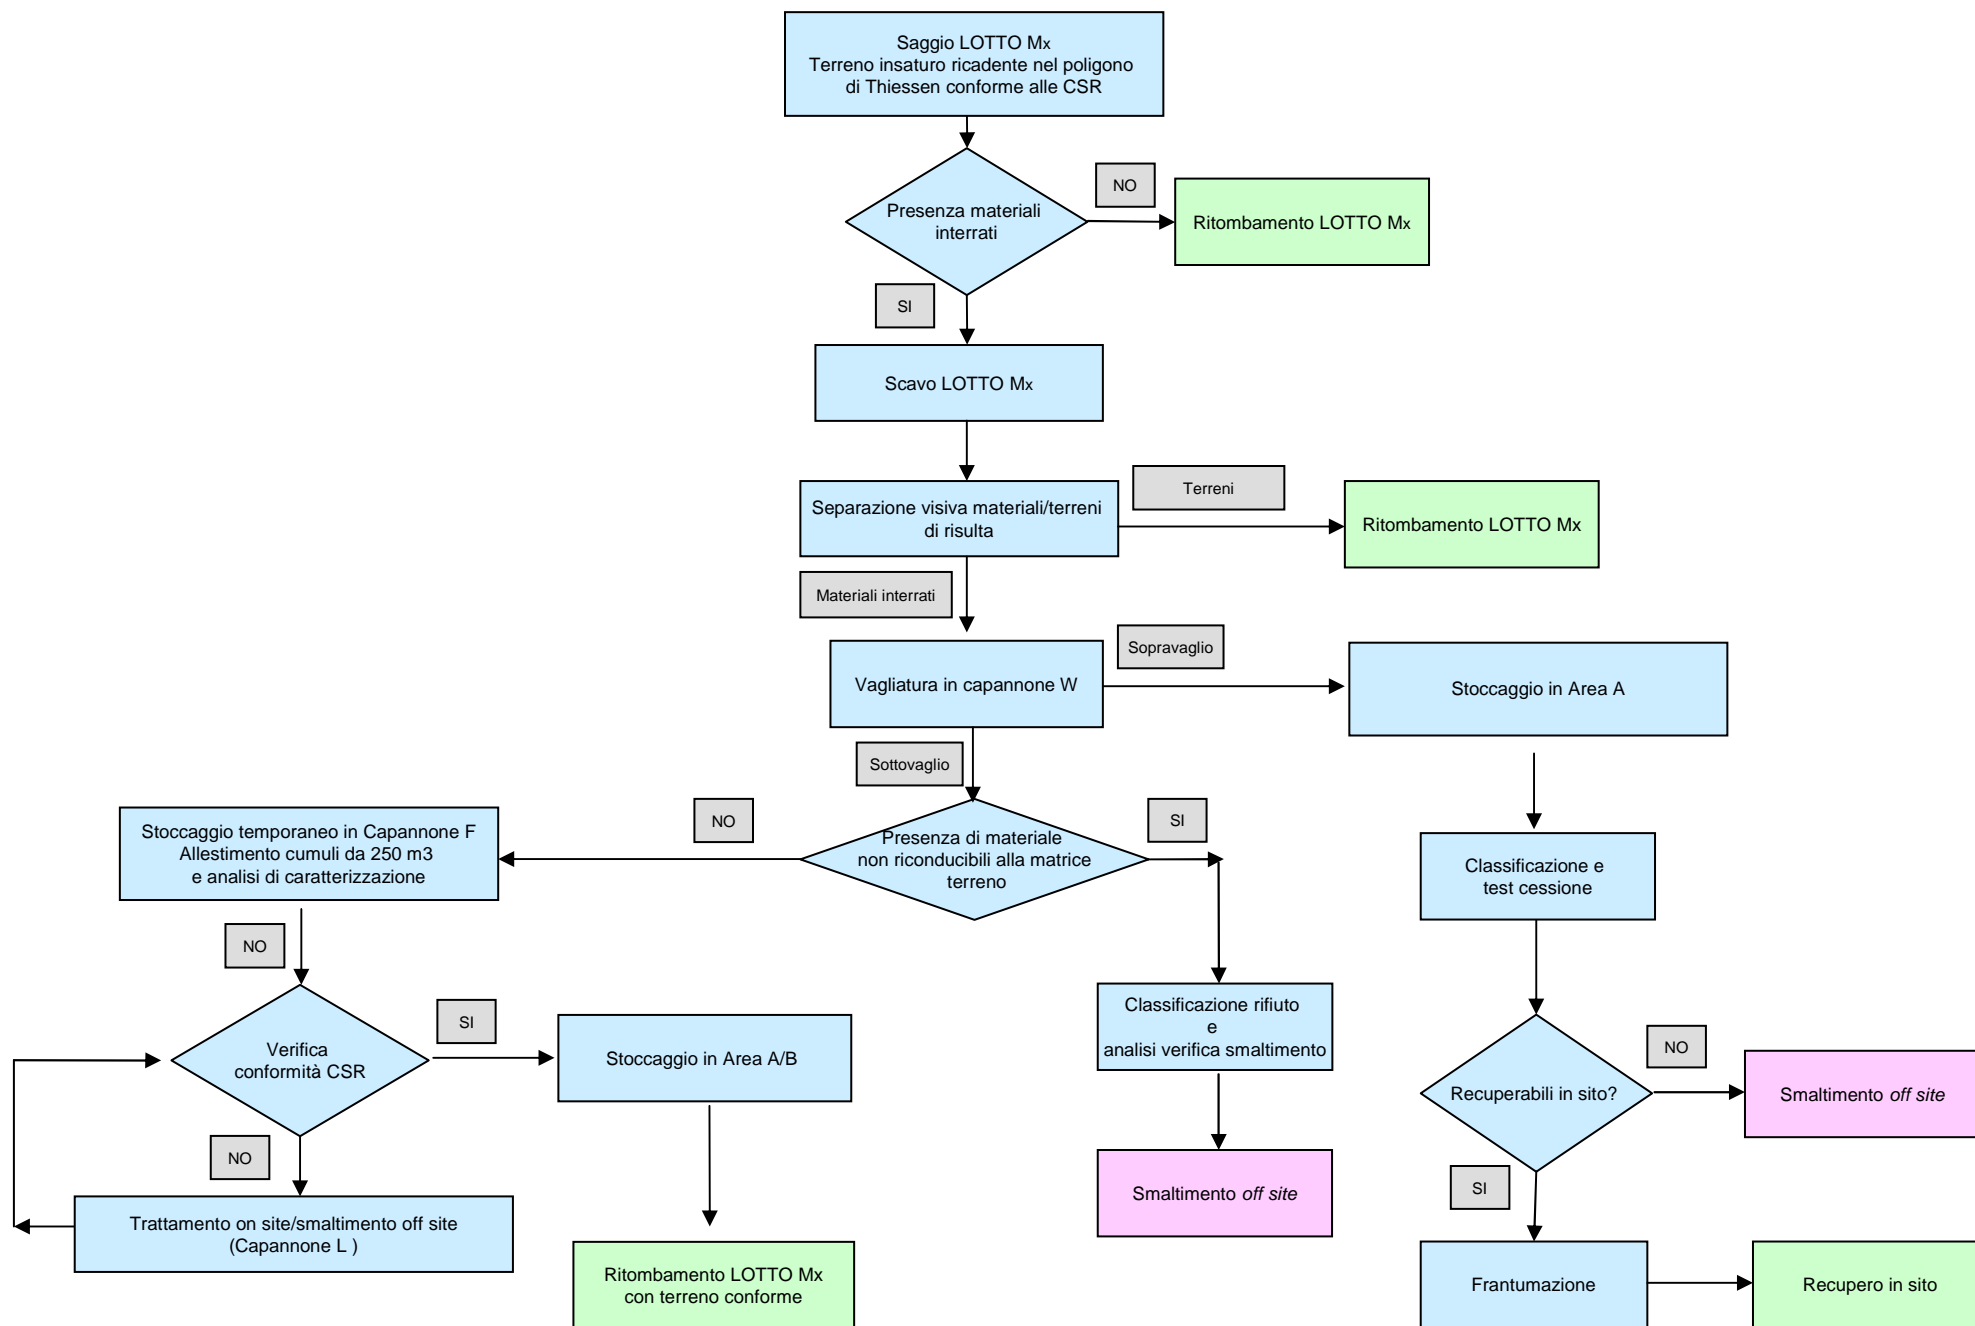 Saggio LOTTO Mx
Terreno insaturo ricadente nel poligono
di Thiessen conforme alle CSR
NO
Presenza materiali
interrati
Ritombamento LOTTO Mx
SI
Scavo LOTTO Mx
Terreni
Separazione visiva materiali/terreni
di risulta
Ritombamento LOTTO Mx
Materiali interrati
Sopravaglio
Vagliatura in capannone W
Stoccaggio in Area A
Sottovaglio
NO
SI
Stoccaggio temporaneo in Capannone F
Allestimento cumuli da 250 m3
e analisi di caratterizzazione
Presenza di materiale
non riconducibili alla matrice
terreno
Classificazione e
test cessione
NO
SI
Verifica
conformità CSR
Stoccaggio in Area A/B
Classificazione rifiuto
e
analisi verifica smaltimento
NO
Recuperabili in sito?
Smaltimento off site
NO
Trattamento on site/smaltimento off site
(Capannone L )
Smaltimento off site
SI
Ritombamento LOTTO Mx
con terreno conforme
Frantumazione
Recupero in sito